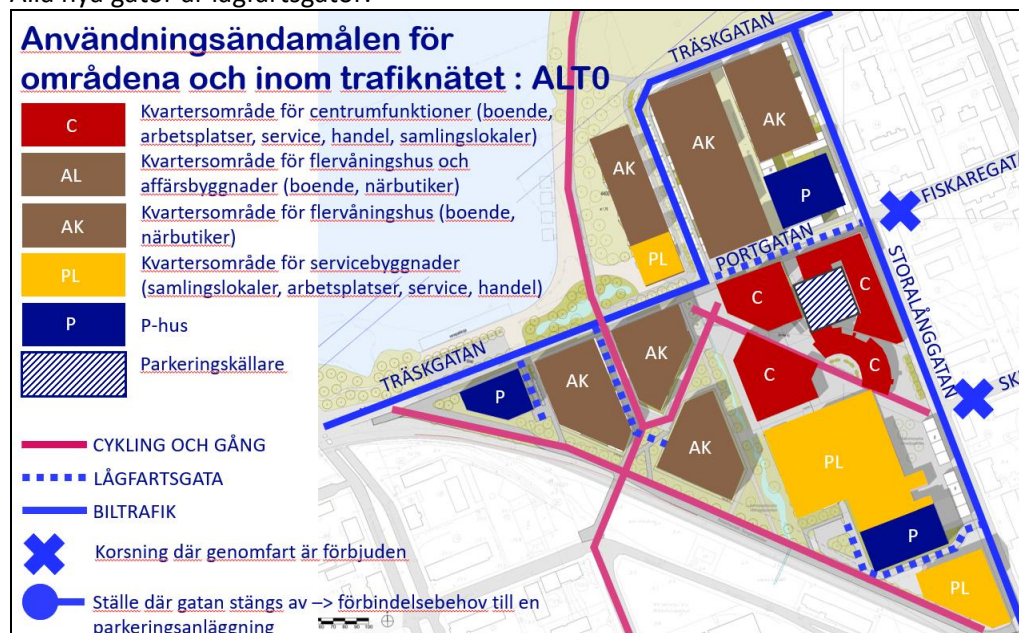 Alla nya gator är lågfartsgator.
Användningsändamålen för
områdena och inom trafiknätet : ALT0
C
Kvartersområde för centrumfunktioner (boende,
arbetsplatser, service, handel, samlingslokaler)
AL
Kvartersområde för flervåningshus och
affärsbyggnader (boende, närbutiker)
AK
Kvartersområde för flervåningshus (boende,
närbutiker)
PL
Kvartersområde för servicebyggnader
(samlingslokaler, arbetsplatser, service, handel)
P
P-hus
Parkeringskällare
CYKLING OCH GÅNG
LÅGFARTSGATA
BILTRAFIK
Korsning där genomfart är förbjuden
Ställe där gatan stängs av –> förbindelsebehov till en
parkeringsanläggning
TRÄSKGATAN
AK
AK
AK
P
FISKAREGATA
PORTGATAN
PL
C
C
STORALÅNGGATAN
TRÄSKGATAN
AK
C
C
SK
AK
P
AK
PL
P
PL